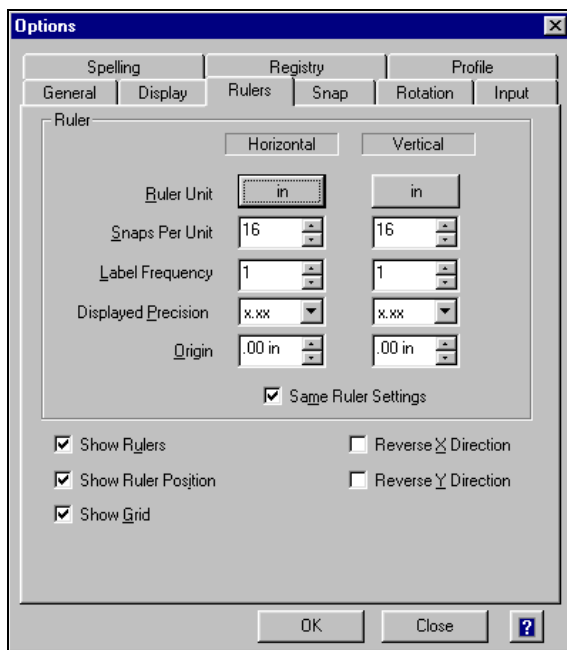 Options
Spelling Registry Profile
General Display Rulers Snap Rotation Input
Ruler
Horizontal Vertical
Ruler Unit in in
Snaps Per Unit 16 16
Label Frequency 1 1
Displayed Precision x.xx x.xx
Origin .00 in .00 in
Same Ruler Settings
Show Rulers Reverse X Direction
Show Ruler Position Reverse Y Direction
Show Grid
OK Close ?